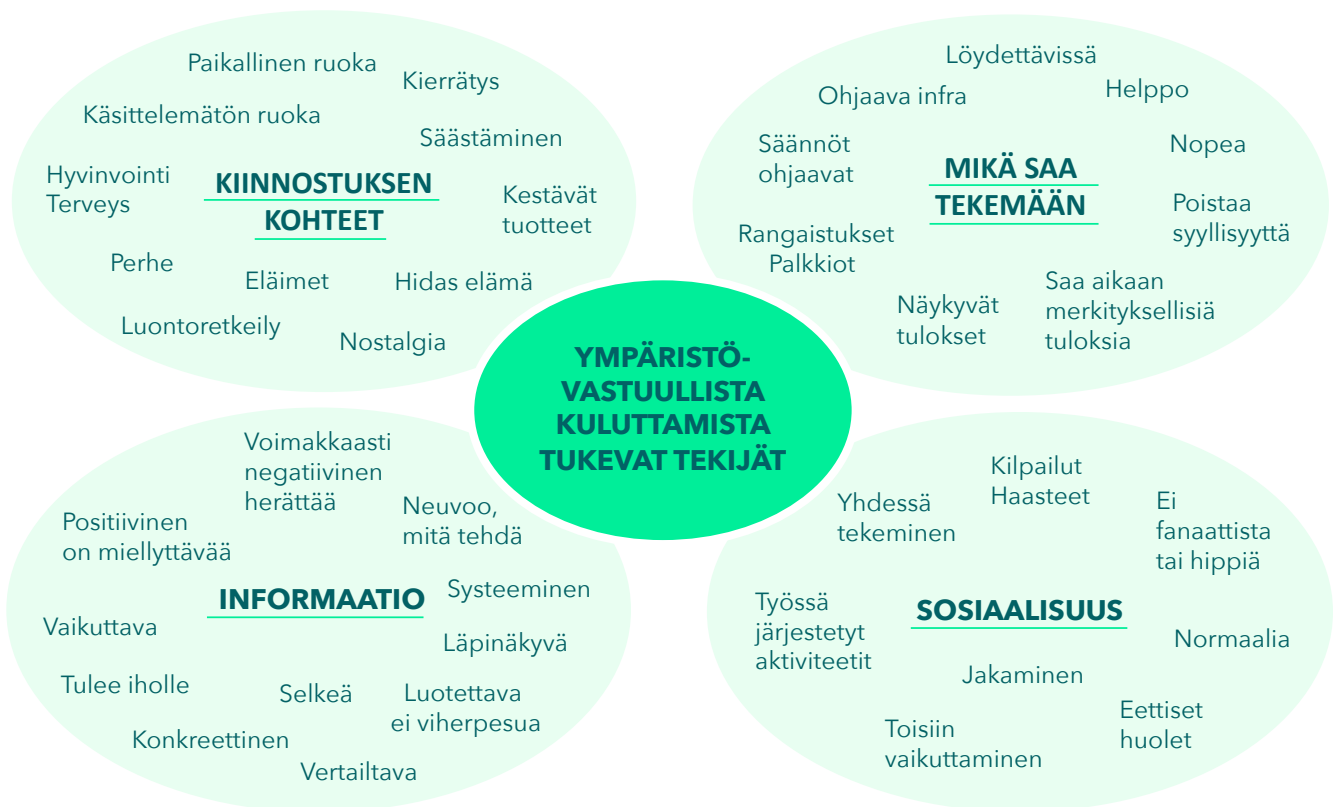 Paikallinen ruoka
Kierrätys
Käsittelemätön ruoka
Säästäminen
Hyvinvointi
Terveys
KIINNOSTUKSEN
KOHTEET
Kestävät
tuotteet
Perhe
Eläimet
Hidas elämä
Luontoretkeily
Nostalgia
Löydettävissä
Ohjaava infra
Helppo
Säännöt
ohjaavat
Nopea
MIKÄ SAA
TEKEMÄÄN
Poistaa
syyllisyyttä
Rangaistukset
Palkkiot
Näykyvät
tulokset
Saa aikaan
merkityksellisiä
tuloksia
YMPÄRISTÖ-
VASTUULLISTA
KULUTTAMISTA
TUKEVAT TEKIJÄT
Voimakkaasti
negatiivinen
herättää
Neuvoo,
mitä tehdä
Positiivinen
on miellyttävää
INFORMAATIO
Systeeminen
Vaikuttava
Läpinäkyvä
Tulee iholle
Selkeä
Luotettava
ei viherpesua
Konkreettinen
Vertailtava
Kilpailut
Haasteet
Yhdessä
tekeminen
Ei
fanaattista
tai hippiä
Työssä
järjestetyt
aktiviteetit
SOSIAALISUUS
Normaalia
Jakaminen
Toisiin
vaikuttaminen
Eettiset
huolet